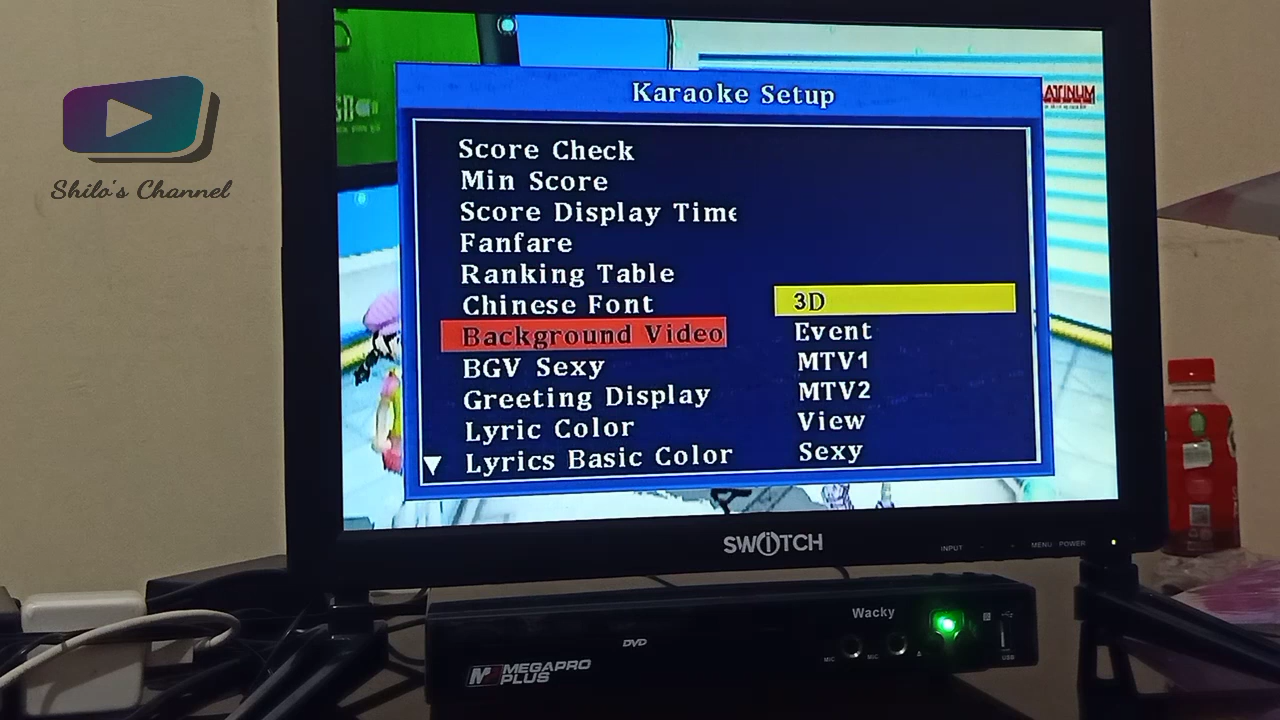 Shilo's Channel
Karaoke Setup
ATINUM
Score Check
Min Score
Score Display Time
Fanfare
Ranking Table
Chinese Font
3D
Background Video
Event
BGV Sexy
MTV1
Greeting Display
MTV2
Lyric Color
View
Lyrics Basic Color
Sexy
SWiTCH
INPUT
MENU
POWER
Wacky
DVD
MEGAPRO
PLUS
MIC
MIC
USB